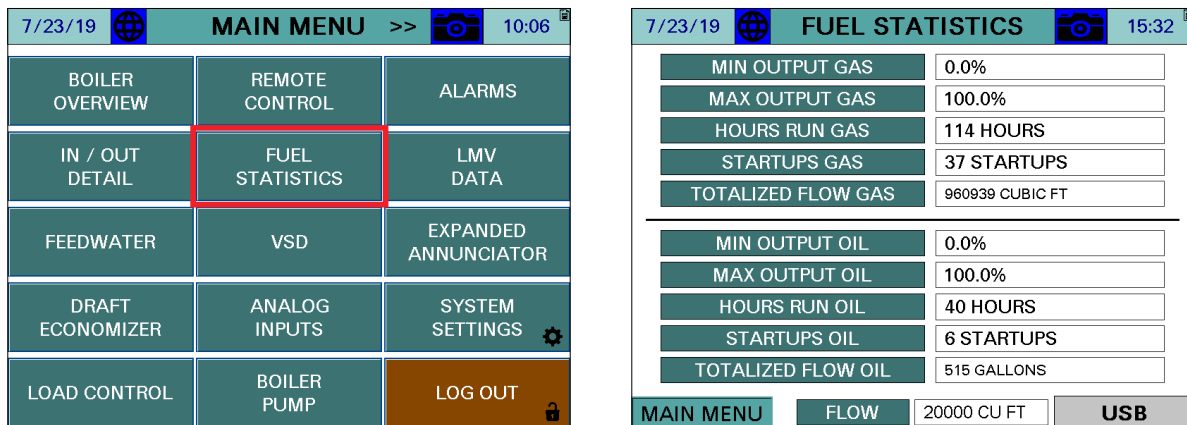 7/23/19 MAIN MENU >> 10:06
BOILER
OVERVIEW
REMOTE
CONTROL
ALARMS
IN / OUT
DETAIL
FUEL
STATISTICS
LMV
DATA
FEEDWATER
VSD
EXPANDED
ANNUNCIATOR
DRAFT
ECONOMIZER
ANALOG
INPUTS
SYSTEM
SETTINGS
LOAD CONTROL
BOILER
PUMP
LOG OUT
7/23/19 FUEL STATISTICS 15:32
MIN OUTPUT GAS 0.0%
MAX OUTPUT GAS 100.0%
HOURS RUN GAS 114 HOURS
STARTUPS GAS 37 STARTUPS
TOTALIZED FLOW GAS 960939 CUBIC FT
MIN OUTPUT OIL 0.0%
MAX OUTPUT OIL 100.0%
HOURS RUN OIL 40 HOURS
STARTUPS OIL 6 STARTUPS
TOTALIZED FLOW OIL 515 GALLONS
MAIN MENU FLOW 20000 CU FT USB